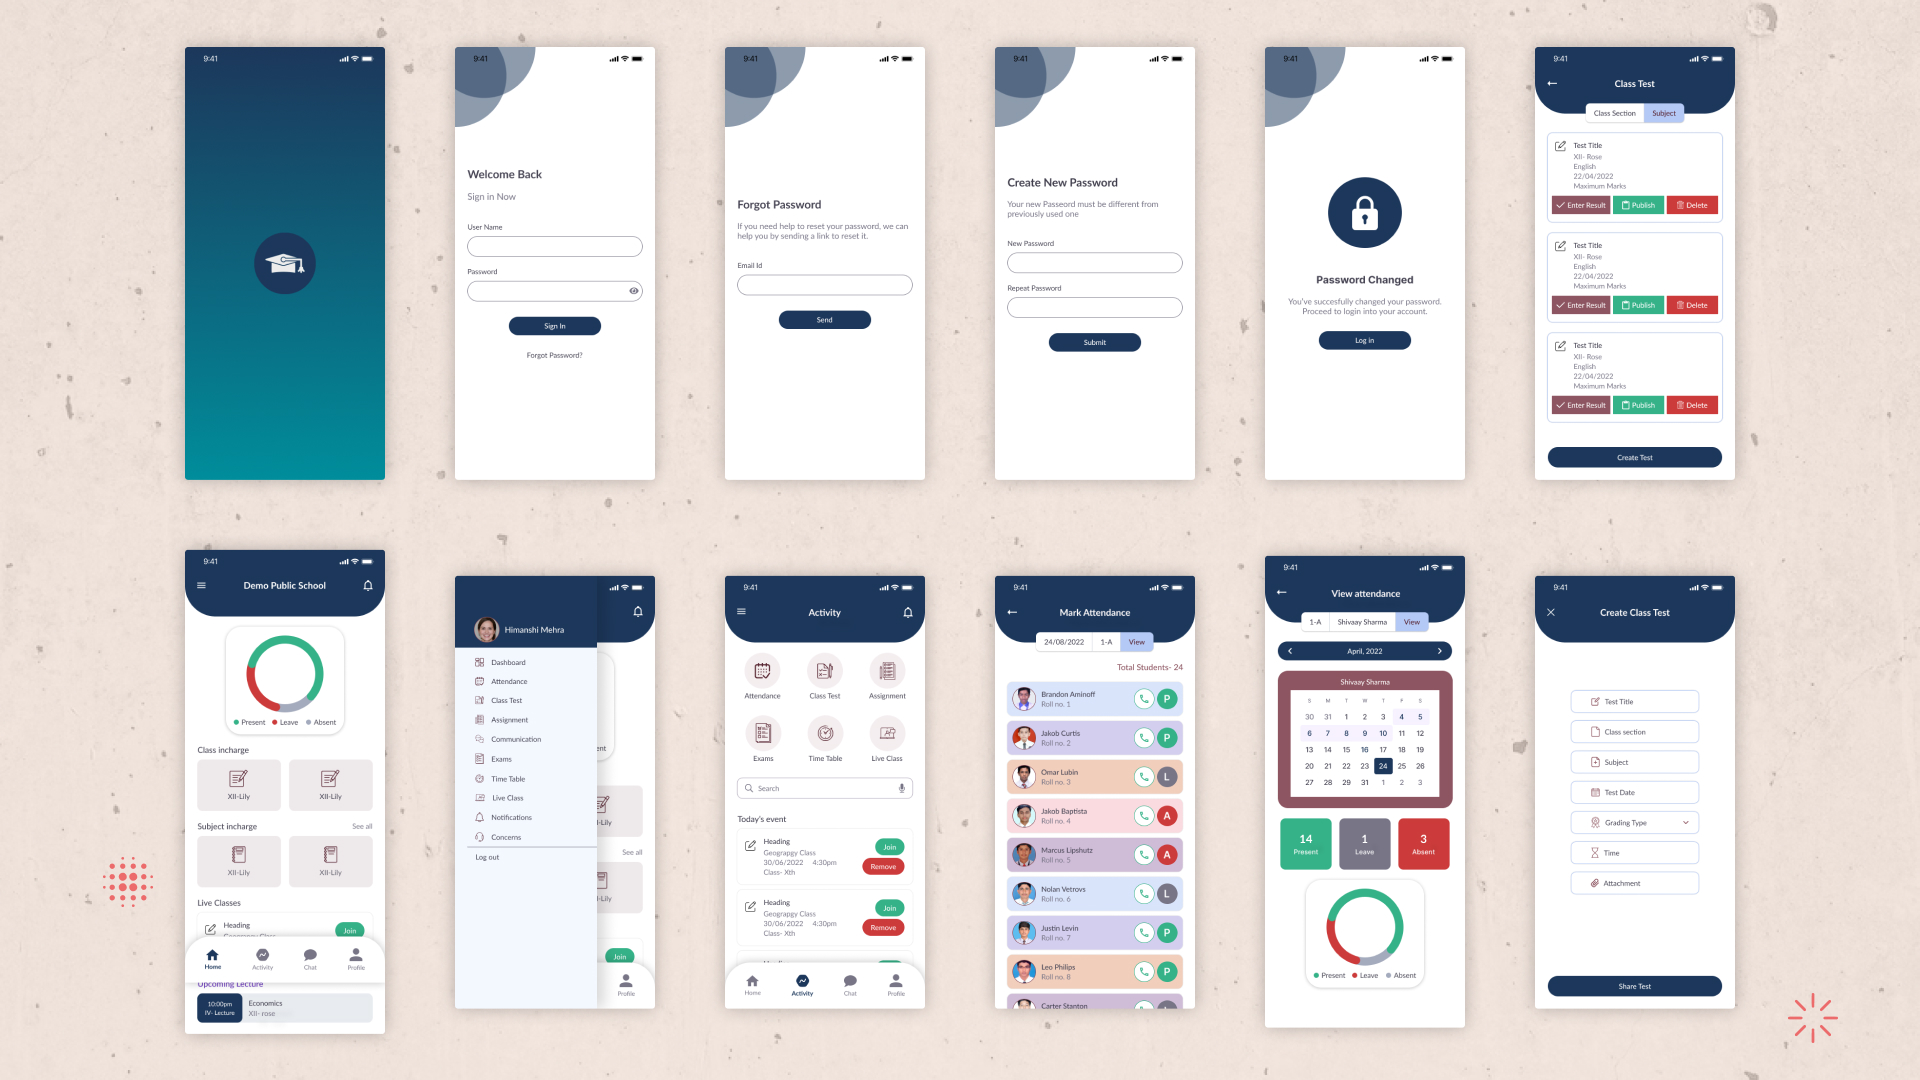 9:41
9:41
Welcome Back
Sign in Now
User Name
Password
Sign In
Forgot Password?
9:41
Forgot Password
If you need help to reset your password, we can
help you by sending a link to reset it.
Email Id
Send
9:41
Create New Password
Your new Passeord must be different from
previously used one
New Password
Repeat Password
Submit
9:41
Password Changed
You've succesfully changed your password.
Proceed to login into your account.
Log in
9:41
Class Test
Class Section Subject
Test Title
XII- Rose
English
22/04/2022
Maximum Marks
Enter Result Publish Delete
Test Title
XII- Rose
English
22/04/2022
Maximum Marks
Enter Result Publish Delete
Test Title
XII- Rose
English
22/04/2022
Maximum Marks
Enter Result Publish Delete
Create Test
9:41
Demo Public School
Present Leave Absent
Class incharge
XII-Lily XII-Lily
Subject incharge See all
XII-Lily XII-Lily
Live Classes
Heading
Join
Home Activity Chat Profile
Upcoming Lecture
10:00pm
IV- Lecture
Economics
XII- rose
Himanshi Mehra
Dashboard
Attendance
Class Test
Assignment
Communication
Exams
Time Table
Live Class
Notifications
Concerns
Log out
ent
-Lily
See all
-Lily
Join
Profile
9:41
Activity
Attendance Class Test Assignment
Exams Time Table Live Class
Search
Today's event
Heading
Geograpgy Class
30/06/2022 4:30pm
Class- Xth
Join
Remove
Heading
Geograpgy Class
30/06/2022 4:30pm
Class- Xth
Join
Remove
Home Activity Chat Profile
9:41
Mark Attendance
24/08/2022 1-A View
Total Students- 24
Brandon Aminoff
Roll no. 1
P
Jakob Curtis
Roll no. 2
P
Omar Lubin
Roll no. 3
L
Jakob Baptista
Roll no. 4
A
Marcus Lipshutz
Roll no. 5
A
Nolan Vetrovs
Roll no. 6
L
Justin Levin
Roll no. 7
P
Leo Philips
Roll no. 8
P
Carter Stanton
9:41
View attendance
1-A Shivaay Sharma View
April, 2022
Shivaay Sharma
S M T W T F S
30 31 1 2 3 4 5
6 7 8 9 10 11 12
13 14 15 16 17 18 19
20 21 22 23 24 25 26
27 28 29 31 1 2 3
14
Present
1
Leave
3
Absent
Present Leave Absent
9:41
Create Class Test
Test Title
Class section
Subject
Test Date
Grading Type
Time
Attachment
Share Test